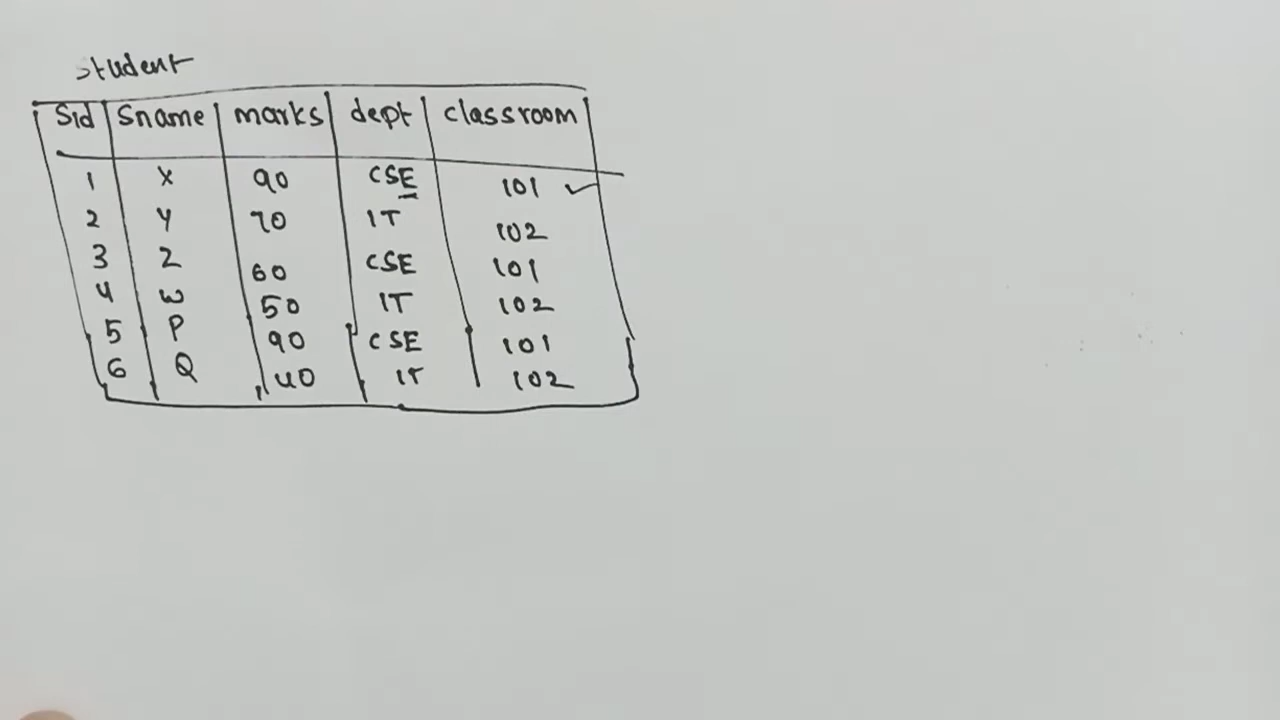 student
Sid Sname marks dept classroom
1 X 90 CSE 101 ✓
2 Y 70 IT 102
3 Z 60 CSE 101
4 W 50 IT 102
5 P 90 CSE 101
6 Q 40 IT 102